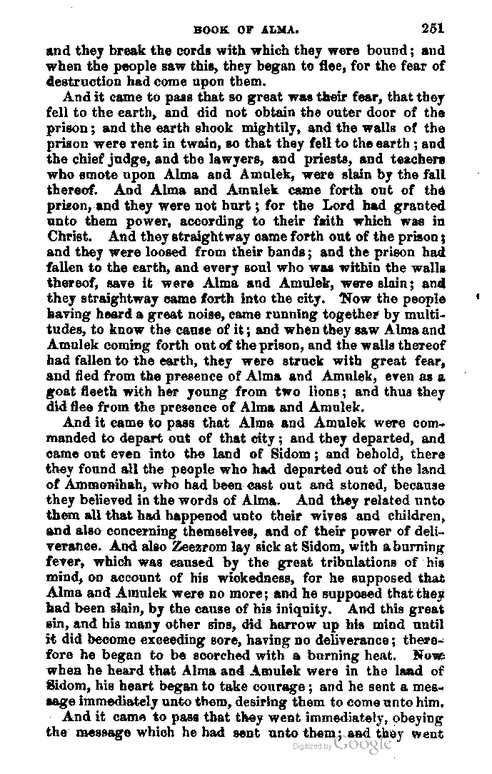 BOOK OF ALMA. 251
and they break the cords with which they were bound; and
when the people saw this, they began to flee, for the fear of
destruction had come upon them.
And it came to pass that so great was their fear, that they
fell to the earth, and did not obtain the outer door of the
prison; and the earth shook mightily, and the walls of the
prison were rent in twain, so that they fell to the earth; and
the chief judge, and the lawyers, and priests, and teachers
who smote upon Alma and Amulek, were slain by the fall
thereof. And Alma and Amulek came forth out of the
prison, and they were not hurt; for the Lord had granted
unto them power, according to their faith which was in
Christ. And they straightway came forth out of the prison;
and they were loosed from their bands; and the prison had
fallen to the earth, and every soul who was within the walls
thereof, save it were Alma and Amulek, were slain; and
they straightway came forth into the city. Now the people
having heard a great noise, came running together by multi-
tudes, to know the cause of it; and when they saw Alma and
Amulek coming forth out of the prison, and the walls thereof
had fallen to the earth, they were struck with great fear,
and fled from the presence of Alma and Amulek, even as a
goat fleeth with her young from two lions; and thus they
did flee from the presence of Alma and Amulek.
And it came to pass that Alma and Amulek were com-
manded to depart out of that city; and they departed, and
came out even into the land of Sidom; and behold, there
they found all the people who had departed out of the land
of Ammonihah, who had been cast out and stoned, because
they believed in the words of Alma. And they related unto
them all that had happened unto their wives and children,
and also concerning themselves, and of their power of deli-
verance. And also Zeezrom lay sick at Sidom, with a burning
fever, which was caused by the great tribulations of his
mind, on account of his wickedness, for he supposed that
Alma and Amulek were no more; and he supposed that they
had been slain, by the cause of his iniquity. And this great
sin, and his many other sins, did harrow up his mind until
it did become exceeding sore, having no deliverance; there-
fore he began to be scorched with a burning heat. Now
when he heard that Alma and Amulek were in the land of
Sidom, his heart began to take courage; and he sent a mes-
sage immediately unto them, desiring them to come unto him.
And it came to pass that they went immediately, obeying
the message which he had sent unto them; and they went
Digitized by Google